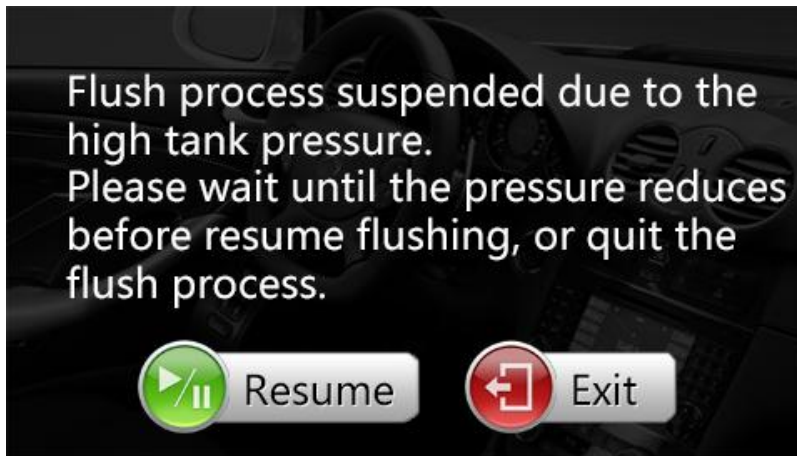 Flush process suspended due to the
high tank pressure.
Please wait until the pressure reduces
before resume flushing, or quit the
flush process.
Resume
Exit